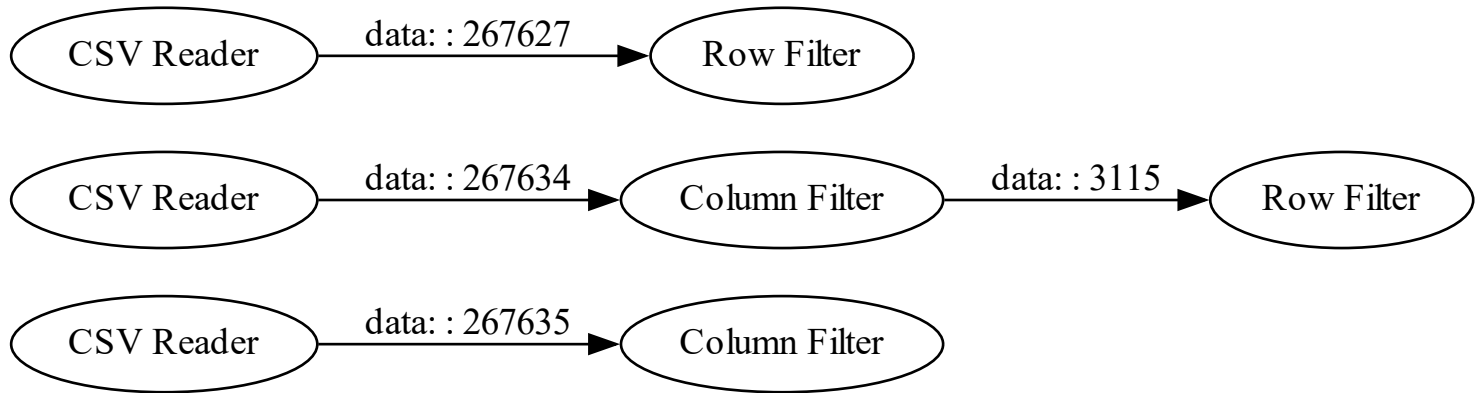 CSV Reader data: : 267627 Row Filter
CSV Reader data: : 267634 Column Filter data: : 3115 Row Filter
CSV Reader data: : 267635 Column Filter